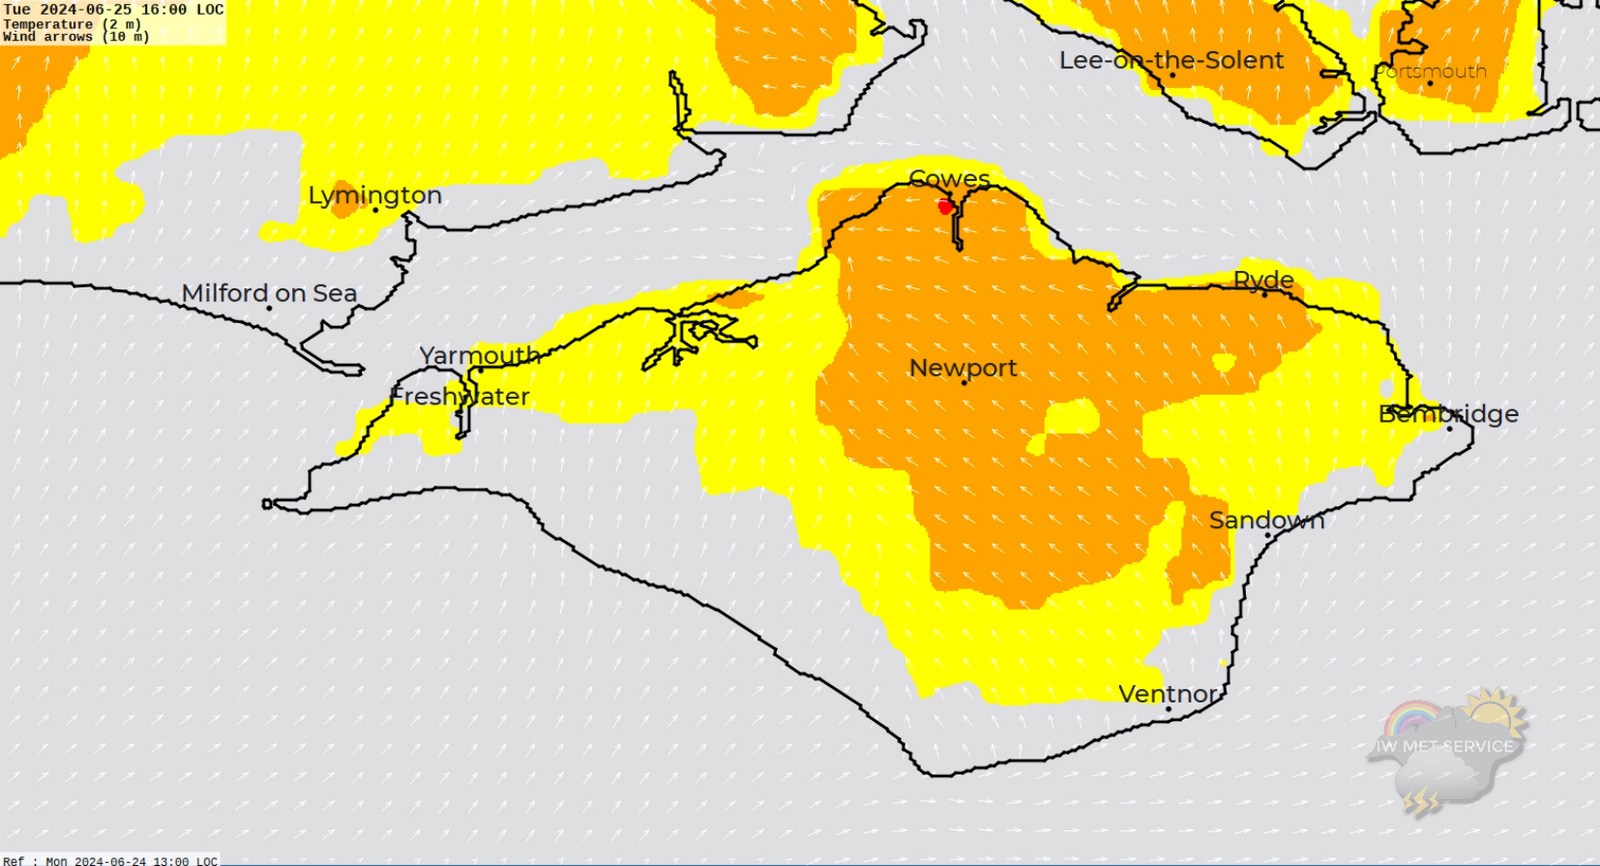 Tue 2024-06-25 16:00 LOC
Temperature (2 m)
Wind arrows (10 m)
Lee-on-the-Solent
Portsmouth
Cowes
Lymington
Ryde
Milford on Sea
Yarmouth
Newport
Freshwater
Bembridge
Sandown
Ventnor
IW MET SERVICE
Ref : Mon 2024-06-24 13:00 LOC